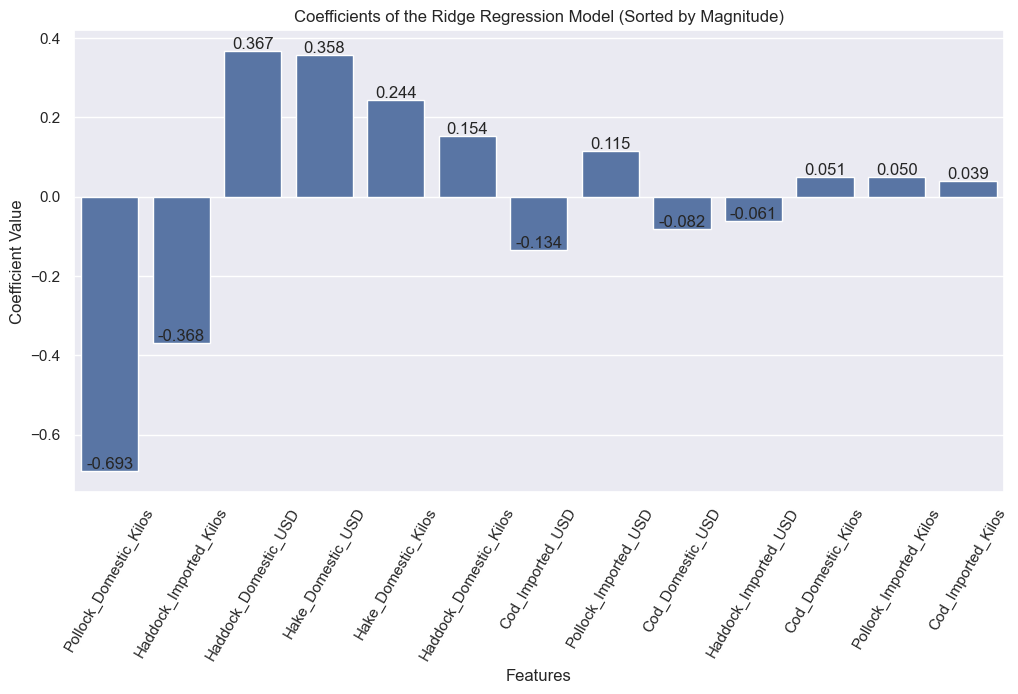 Coefficients of the Ridge Regression Model (Sorted by Magnitude)
Coefficient Value
0.4
0.2
0.0
−0.2
−0.4
−0.6
-0.693
-0.368
0.367
0.358
0.244
0.154
-0.134
0.115
-0.082
-0.061
0.051
0.050
0.039
Pollock_Domestic_Kilos
Haddock_Imported_Kilos
Haddock_Domestic_USD
Hake_Domestic_USD
Hake_Domestic_Kilos
Haddock_Domestic_Kilos
Cod_Imported_USD
Pollock_Imported_USD
Cod_Domestic_USD
Haddock_Imported_USD
Cod_Domestic_Kilos
Pollock_Imported_Kilos
Cod_Imported_Kilos
Features